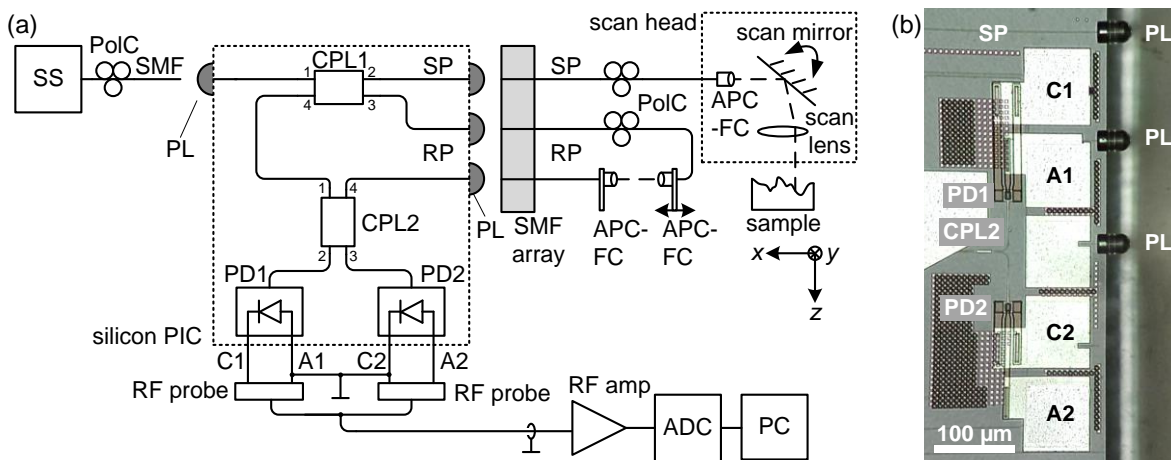 (a)
SS
PolC
SMF
PL
CPL1
1
2
4
3
SP
RP
1
4
CPL2
2
3
PL
PD1
PD2
silicon PIC
C1
A1
C2
A2
RF probe
RF probe
SMF
array
SP
PolC
RP
APC-
FC
APC-
FC
scan head
scan mirror
APC
-FC
scan
lens
sample
x
y
z
RF amp
ADC
PC
(b)
SP
PL
C1
PL
A1
PD1
CPL2
PL
PD2
C2
A2
100 µm